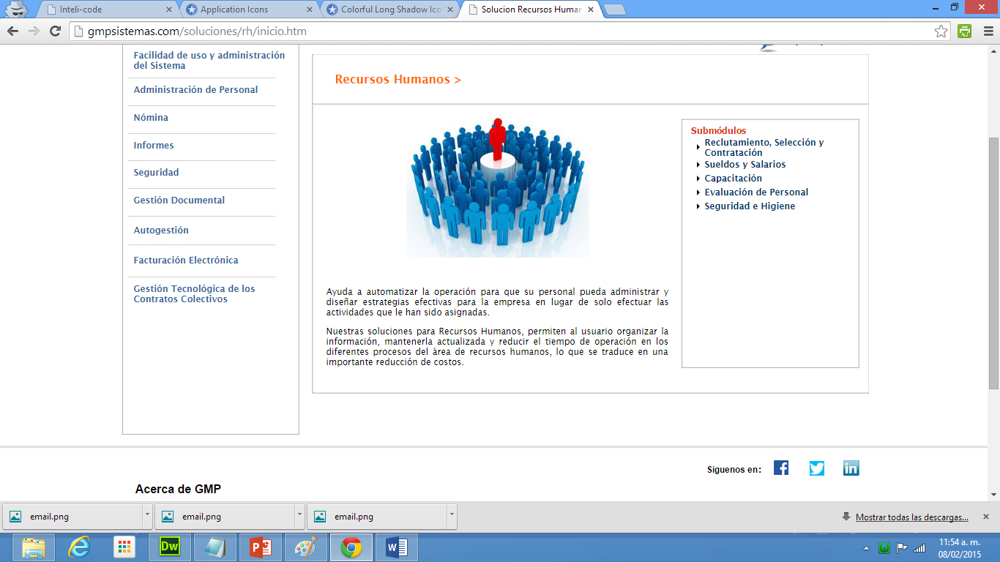 Inteli-code
Application Icons
Colorful Long Shadow Ico
Solucion Recursos Humar
gmpsistemas.com/soluciones/rh/inicio.htm
Facilidad de uso y administración
del Sistema
Administración de Personal
Nómina
Informes
Seguridad
Gestión Documental
Autogestión
Facturación Electrónica
Gestión Tecnológica de los
Contratos Colectivos
Recursos Humanos >
Ayuda a automatizar la operación para que su personal pueda administrar y
diseñar estrategias efectivas para la empresa en lugar de solo efectuar las
actividades que le han sido asignadas.
Nuestras soluciones para Recursos Humanos, permiten al usuario organizar la
información, mantenerla actualizada y reducir el tiempo de operación en los
diferentes procesos del área de recursos humanos, lo que se traduce en una
importante reducción de costos.
Submódulos
Reclutamiento, Selección y
Contratación
Sueldos y Salarios
Capacitación
Evaluación de Personal
Seguridad e Higiene
Siguenos en:
Acerca de GMP
email.png
email.png
email.png
Mostrar todas las descargas...
Dw
11:54 a. m.
08/02/2015